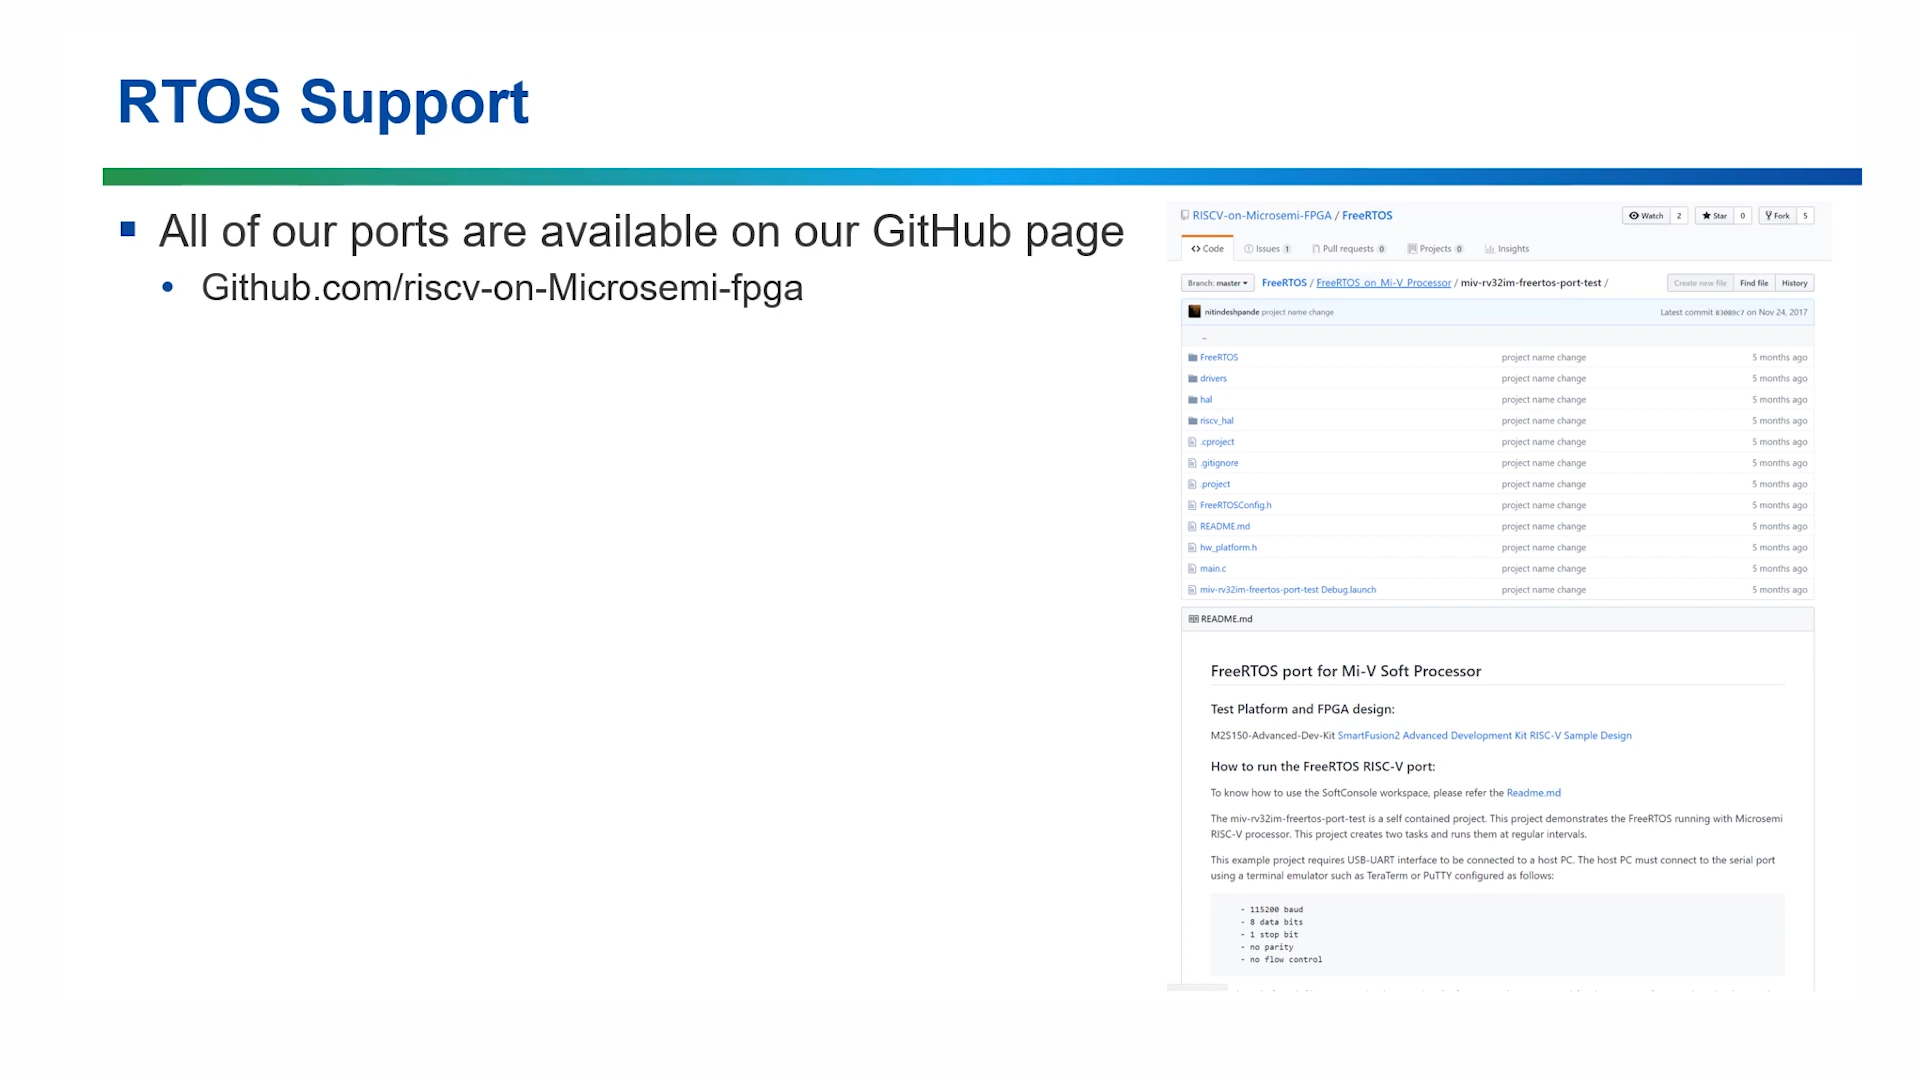 RTOS Support
All of our ports are available on our GitHub page
Github.com/riscv-on-Microsemi-fpga
RISCV-on-Microsemi-FPGA / FreeRTOS
Watch 2 Star 0 Fork 5
Code Issues 1 Pull requests 0 Projects 0 Insights
Branch: master FreeRTOS / FreeRTOS_on_Mi-V_Processor / miv-rv32im-freertos-port-test / Create new file Find file History
nitindeshpande project name change Latest commit 83089c7 on Nov 24, 2017
..
FreeRTOS project name change 5 months ago
drivers project name change 5 months ago
hal project name change 5 months ago
riscv_hal project name change 5 months ago
.cproject project name change 5 months ago
.gitignore project name change 5 months ago
.project project name change 5 months ago
FreeRTOSConfig.h project name change 5 months ago
README.md project name change 5 months ago
hw_platform.h project name change 5 months ago
main.c project name change 5 months ago
miv-rv32im-freertos-port-test Debug.launch project name change 5 months ago
README.md
FreeRTOS port for Mi-V Soft Processor
Test Platform and FPGA design:
M2S150-Advanced-Dev-Kit SmartFusion2 Advanced Development Kit RISC-V Sample Design
How to run the FreeRTOS RISC-V port:
To know how to use the SoftConsole workspace, please refer the Readme.md
The miv-rv32im-freertos-port-test is a self contained project. This project demonstrates the FreeRTOS running with Microsemi
RISC-V processor. This project creates two tasks and runs them at regular intervals.
This example project requires USB-UART interface to be connected to a host PC. The host PC must connect to the serial port
using a terminal emulator such as TeraTerm or PuTTY configured as follows:
- 115200 baud
- 8 data bits
- 1 stop bit
- no parity
- no flow control